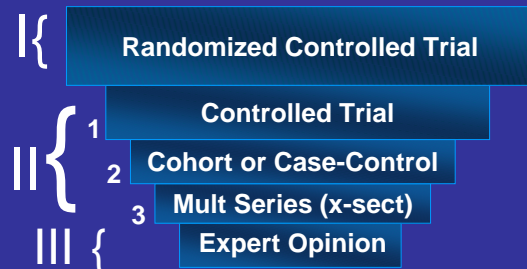 I{ Randomized Controlled Trial
II{ 1 Controlled Trial
2 Cohort or Case-Control
3 Mult Series (x-sect)
III { Expert Opinion